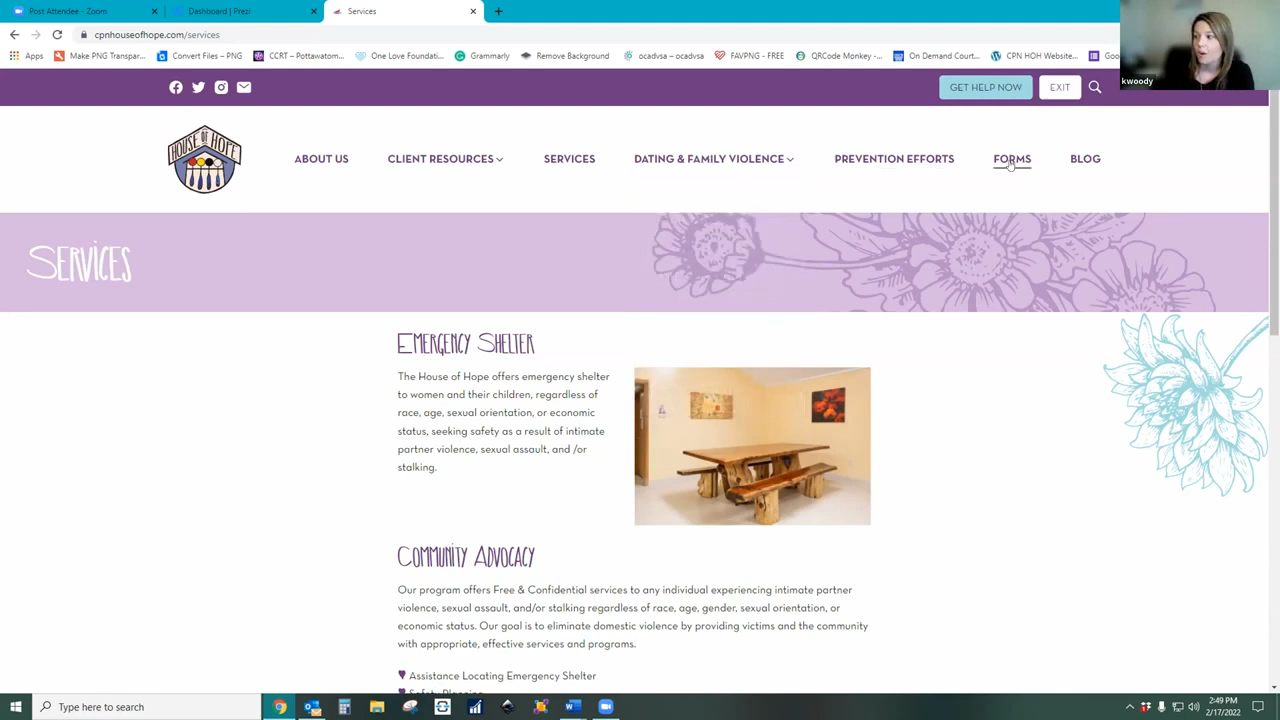 Post Attendee - Zoom
Dashboard | Prezi
Services
cpnhouseofhope.com/services
Apps
Make PNG Transpar...
Convert Files – PNG
CCRT – Pottawatom...
One Love Foundati...
Grammarly
Remove Background
ocadvsa – ocadvsa
FAVPNG - FREE
QRCode Monkey -...
On Demand Court...
CPN HOH Website...
Goo
kwoody
GET HELP NOW
EXIT
HOUSE OF HOPE
ABOUT US
CLIENT RESOURCES
SERVICES
DATING & FAMILY VIOLENCE
PREVENTION EFFORTS
FORMS
BLOG
Services
Emergency Shelter
The House of Hope offers emergency shelter
to women and their children, regardless of
race, age, sexual orientation, or economic
status, seeking safety as a result of intimate
partner violence, sexual assault, and /or
stalking.
Community Advocacy
Our program offers Free & Confidential services to any individual experiencing intimate partner
violence, sexual assault, and/or stalking regardless of race, age, gender, sexual orientation, or
economic status. Our goal is to eliminate domestic violence by providing victims and the community
with appropriate, effective services and programs.
Assistance Locating Emergency Shelter
Safety Planning
Type here to search
2:49 PM
2/17/2022